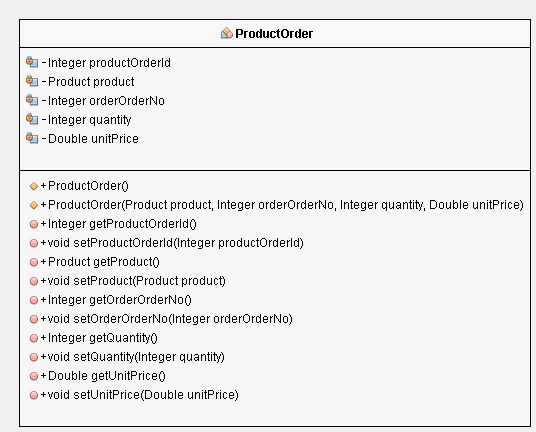 ProductOrder
-Integer productOrderId
-Product product
-Integer orderOrderNo
-Integer quantity
-Double unitPrice
+ProductOrder()
+ProductOrder(Product product, Integer orderOrderNo, Integer quantity, Double unitPrice)
+Integer getProductOrderId()
+void setProductOrderId(Integer productOrderId)
+Product getProduct()
+void setProduct(Product product)
+Integer getOrderOrderNo()
+void setOrderOrderNo(Integer orderOrderNo)
+Integer getQuantity()
+void setQuantity(Integer quantity)
+Double getUnitPrice()
+void setUnitPrice(Double unitPrice)